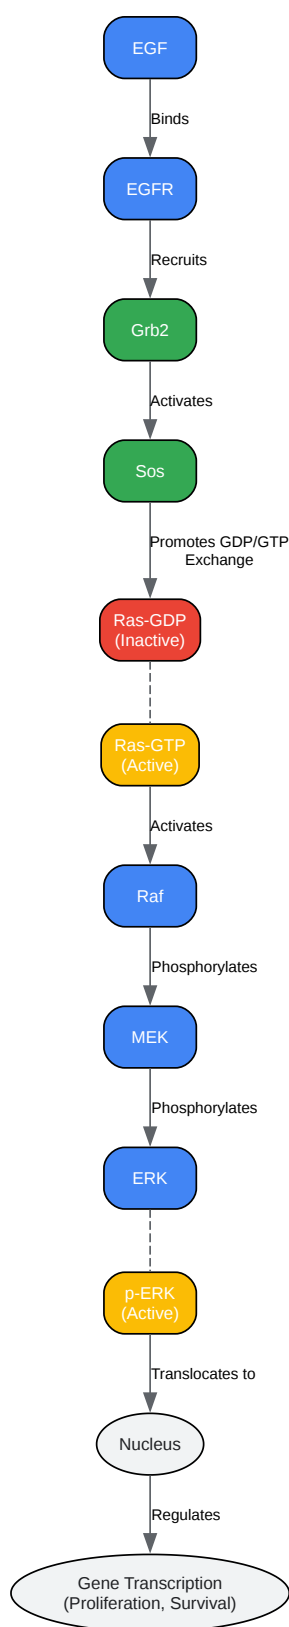 EGF
Binds
EGFR
Recruits
Grb2
Activates
Sos
Promotes GDP/GTP
Exchange
Ras-GDP
(Inactive)
Ras-GTP
(Active)
Activates
Raf
Phosphorylates
MEK
Phosphorylates
ERK
p-ERK
(Active)
Translocates to
Nucleus
Regulates
Gene Transcription
(Proliferation, Survival)